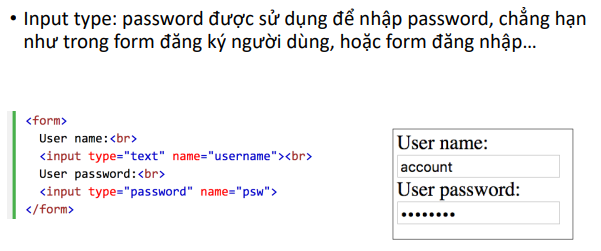 • Input type: password được sử dụng để nhập password, chẳng hạn
như trong form đăng ký người dùng, hoặc form đăng nhập…
<form>
User name:<br>
<input type="text" name="username"><br>
User password:<br>
<input type="password" name="psw">
</form>
User name:
account
User password:
••••••••